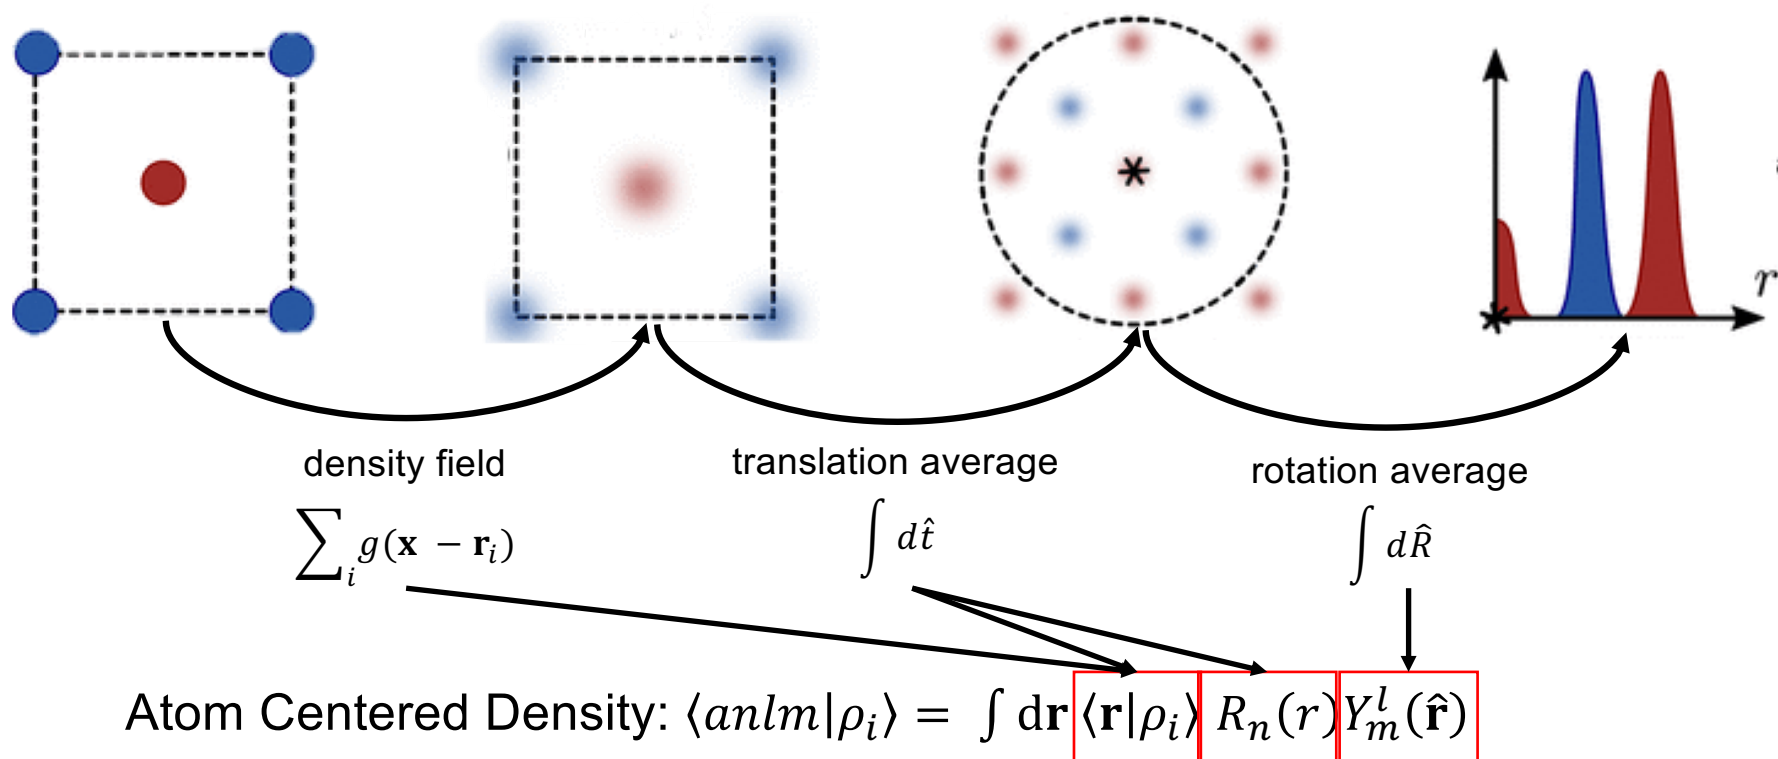 r
density field
translation average
rotation average
∑ᵢ g(𝐱 − 𝐫ᵢ)
∫ dt̂
∫ dR̂
Atom Centered Density: ⟨anlm|ρᵢ⟩ = ∫ d𝐫 ⟨𝐫|ρᵢ⟩ Rₙ(r) Yₘˡ(𝐫̂)